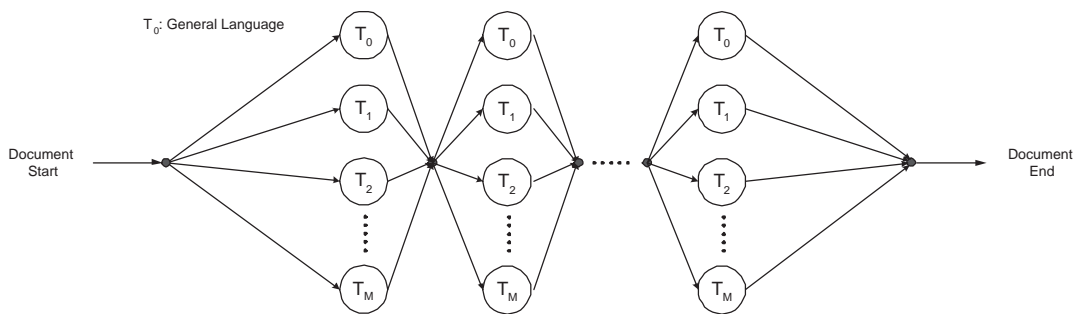 T0: General Language
T0 T0 T0
T1 T1 T1
Document Start
Document End
T2 T2 T2
TM TM TM